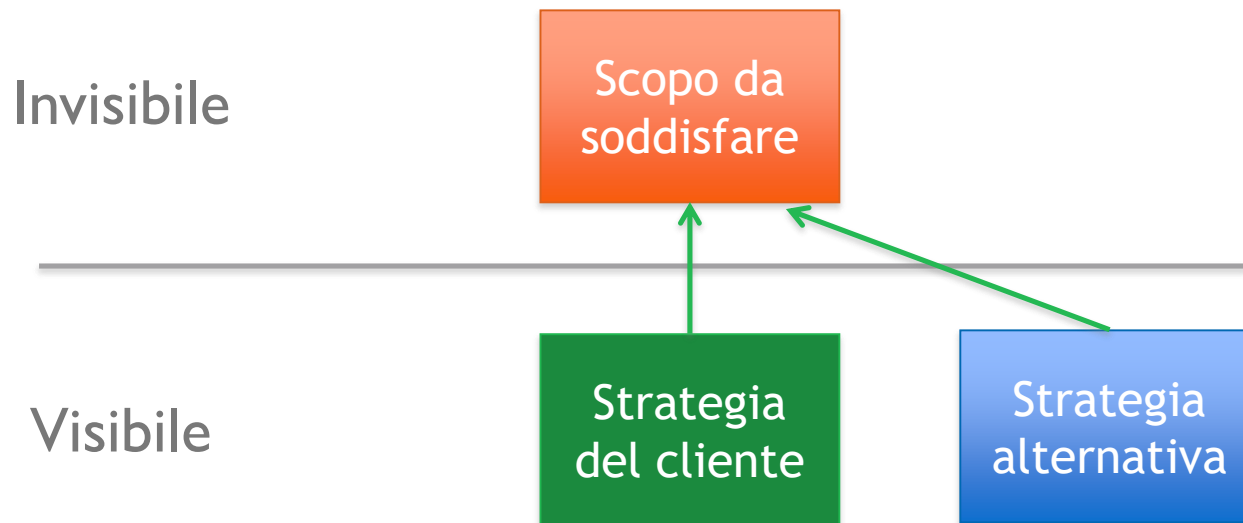 Invisibile
Scopo da
soddisfare
Visibile
Strategia
del cliente
Strategia
alternativa